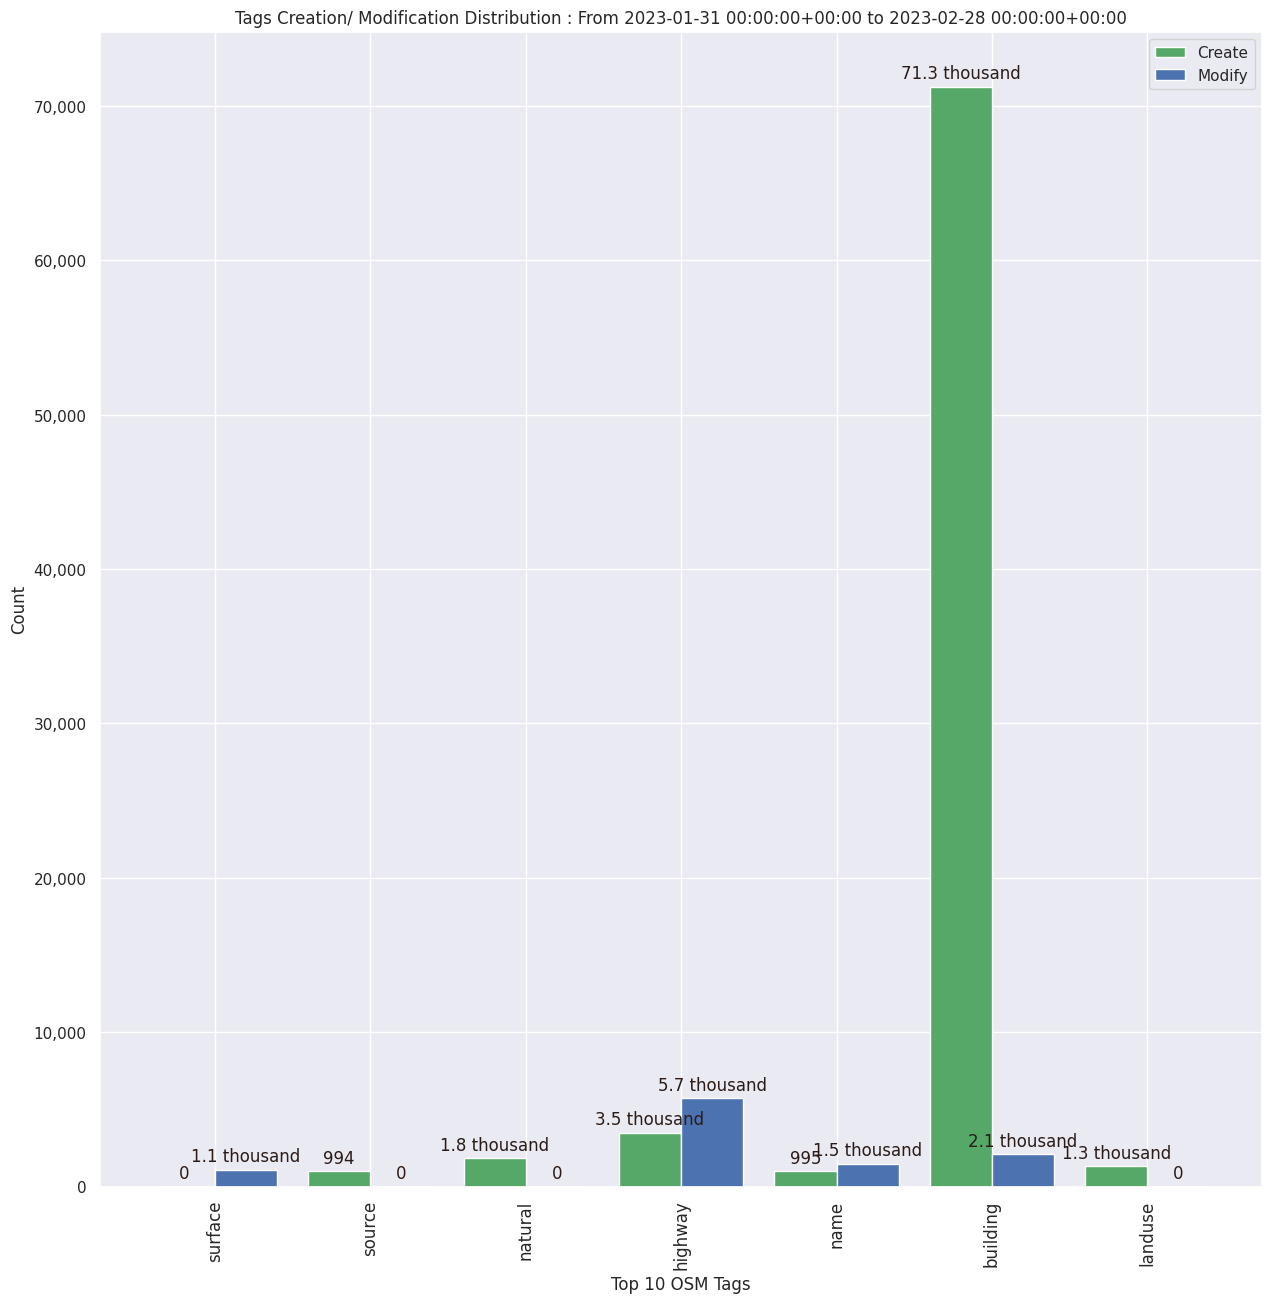 Tags Creation/ Modification Distribution : From 2023-01-31 00:00:00+00:00 to 2023-02-28 00:00:00+00:00
Create
Modify
71.3 thousand
70,000
60,000
50,000
40,000
30,000
20,000
10,000
0
Count
0
1.1 thousand
994
0
1.8 thousand
0
3.5 thousand
5.7 thousand
995
1.5 thousand
2.1 thousand
1.3 thousand
0
surface
source
natural
highway
name
building
landuse
Top 10 OSM Tags